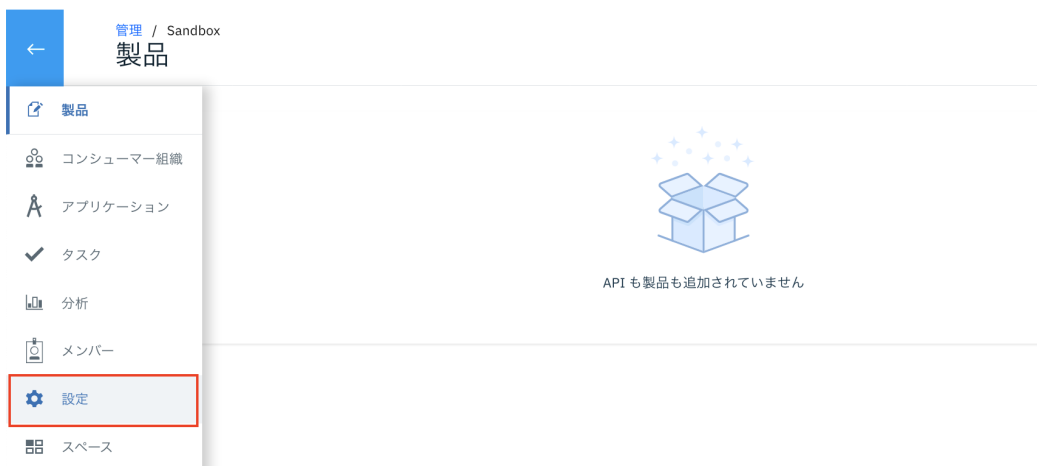 管理 / Sandbox
製品
製品
コンシューマー組織
アプリケーション
タスク
分析
メンバー
設定
スペース
API も製品も追加されていません